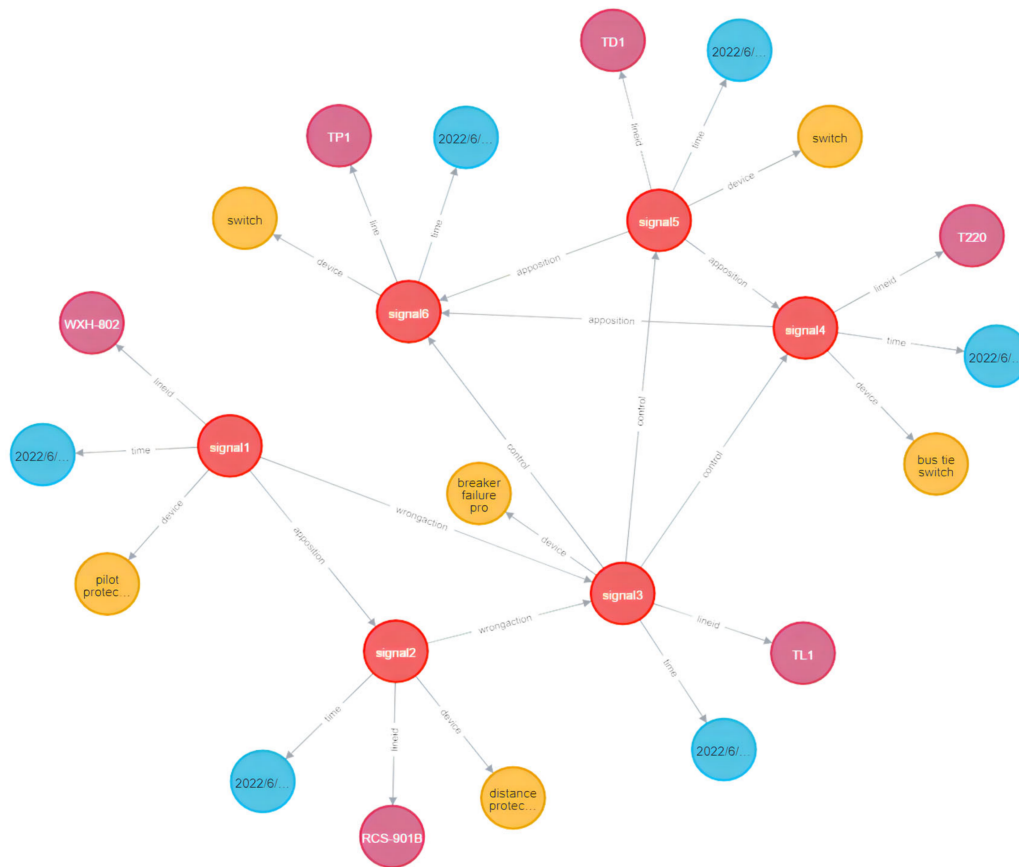 TD1
2022/6/...
lineid
time
TP1
2022/6/...
switch
device
switch
line
time
signal5
T220
device
apposition
apposition
lineid
signal6
apposition
signal4
WXH-802
time
2022/6/...
lineid
control
device
control
signal1
2022/6/...
time
control
bus tie
switch
breaker
failure
pro
device
wrongaction
device
apposition
pilot
protec...
signal3
lineid
wrongaction
signal2
TL1
time
time
lineid
device
2022/6/...
2022/6/...
distance
protec...
RCS-901B